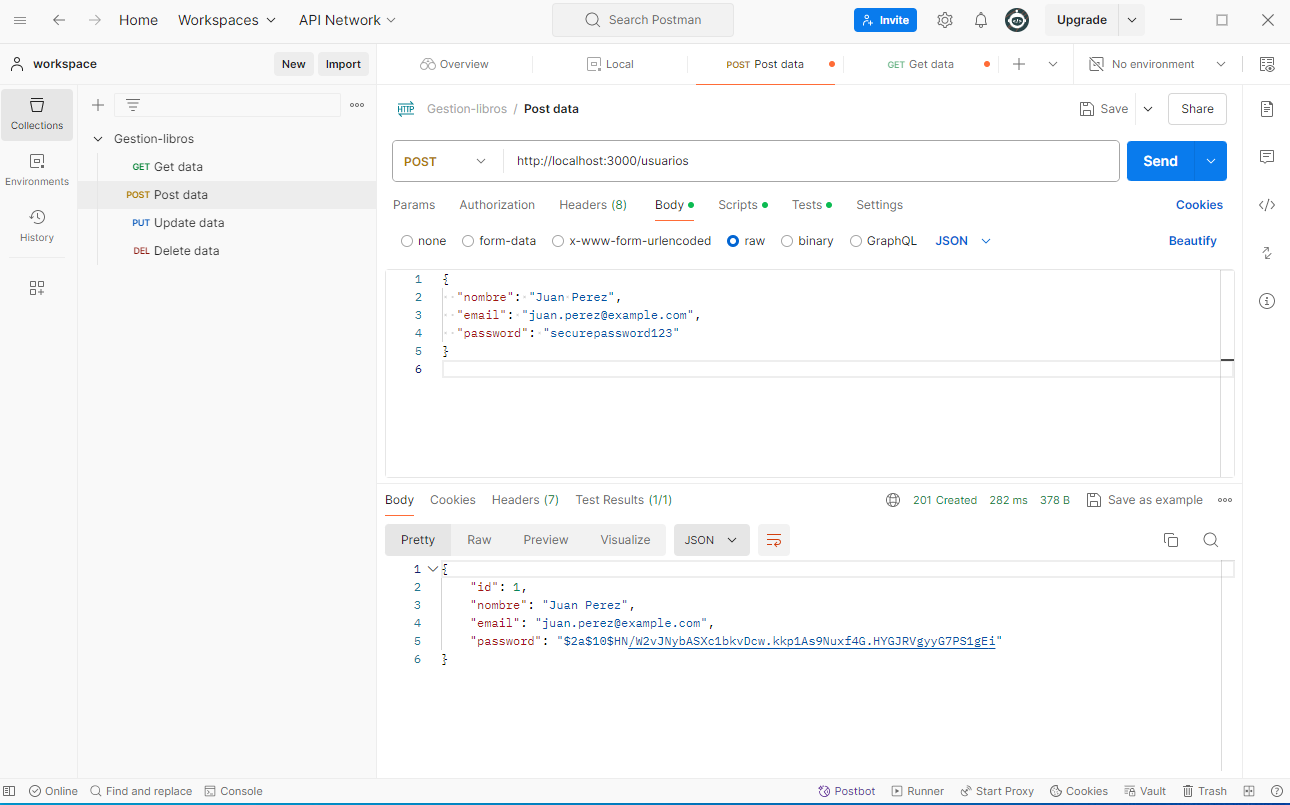 Home Workspaces API Network Search Postman Invite Upgrade
workspace New Import Overview Local POST Post data GET Get data No environment
Collections
Environments
History
Gestion-libros
GET Get data
POST Post data
PUT Update data
DEL Delete data
HTTP Gestion-libros / Post data Save Share
POST http://localhost:3000/usuarios Send
Params Authorization Headers (8) Body Scripts Tests Settings Cookies
none form-data x-www-form-urlencoded raw binary GraphQL JSON Beautify
1 {
2 "nombre": "Juan Perez",
3 "email": "juan.perez@example.com",
4 "password": "securepassword123"
5 }
6
Body Cookies Headers (7) Test Results (1/1) 201 Created 282 ms 378 B Save as example
Pretty Raw Preview Visualize JSON
1 {
2 "id": 1,
3 "nombre": "Juan Perez",
4 "email": "juan.perez@example.com",
5 "password": "$2a$10$HN/W2vJNybASXc1bkvDcw.kkp1As9Nuxf4G.HYGJRVgyyG7PS1gEi"
6 }
Online Find and replace Console Postbot Runner Start Proxy Cookies Vault Trash